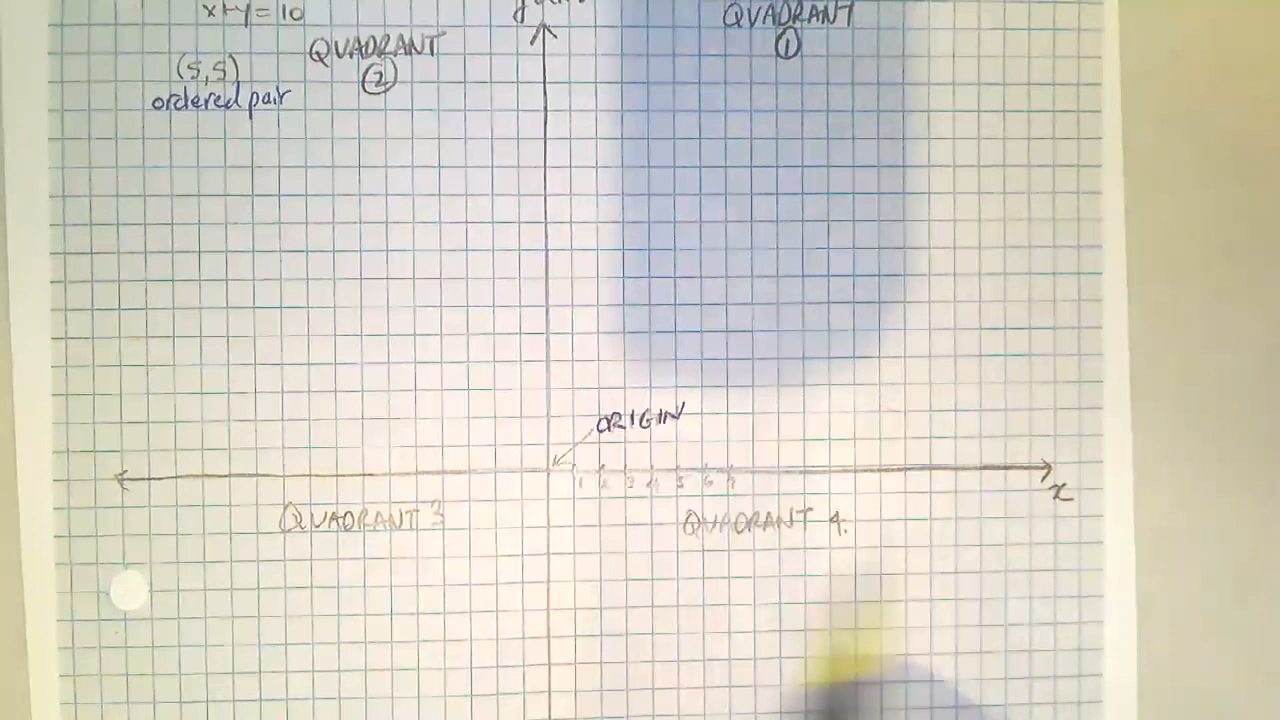 x+y=10
QUADRANT
①
QUADRANT
②
(5,5)
ordered pair
ORIGIN
1 2 3 4 5 6 7
x
QUADRANT 3
QUADRANT 4.